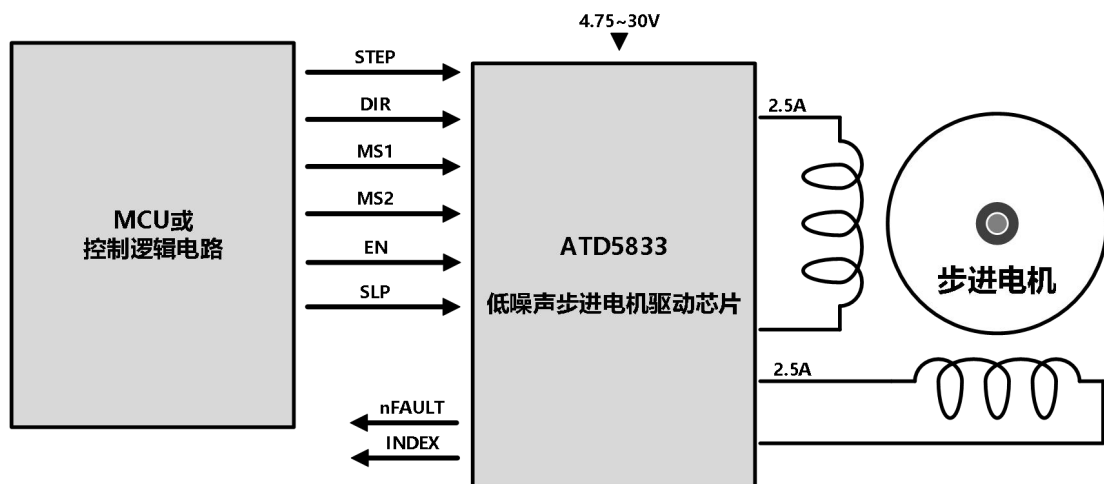 4.75~30V
STEP
DIR
MS1
MS2
EN
SLP
MCU或
控制逻辑电路
nFAULT
INDEX
ATD5833
低噪声步进电机驱动芯片
2.5A
2.5A
步进电机